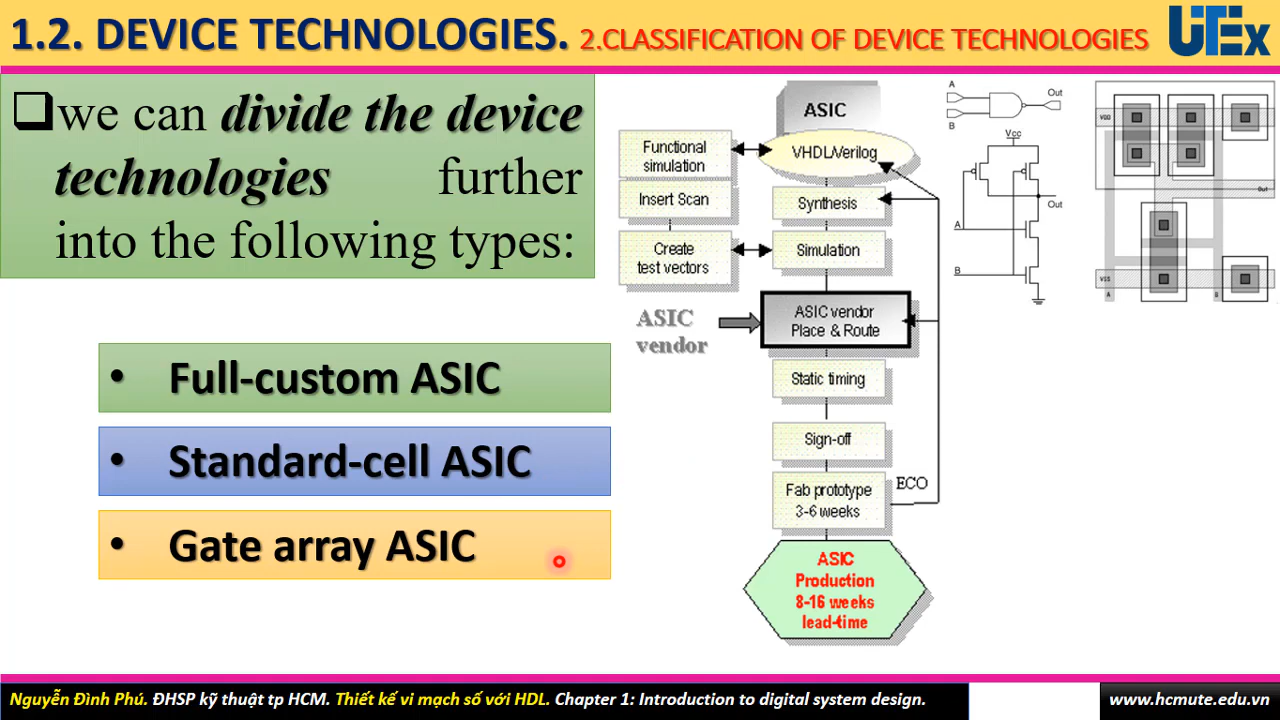 1.2. DEVICE TECHNOLOGIES. 2.CLASSIFICATION OF DEVICE TECHNOLOGIES
UTEx
we can divide the device
technologies further
into the following types:
• Full-custom ASIC
• Standard-cell ASIC
• Gate array ASIC
ASIC
VHDL/Verilog
Functional
simulation
Insert Scan
Synthesis
Create
test vectors
Simulation
ASIC
vendor
ASIC vendor
Place & Route
Static timing
Sign-off
Fab prototype
3-6 weeks
ECO
ASIC
Production
8-16 weeks
lead-time
A
B
Out
Vcc
Out
A
B
VDD
Out
VSS
A
B
Nguyễn Đình Phú. ĐHSP kỹ thuật tp HCM. Thiết kế vi mạch số với HDL. Chapter 1: Introduction to digital system design.
www.hcmute.edu.vn